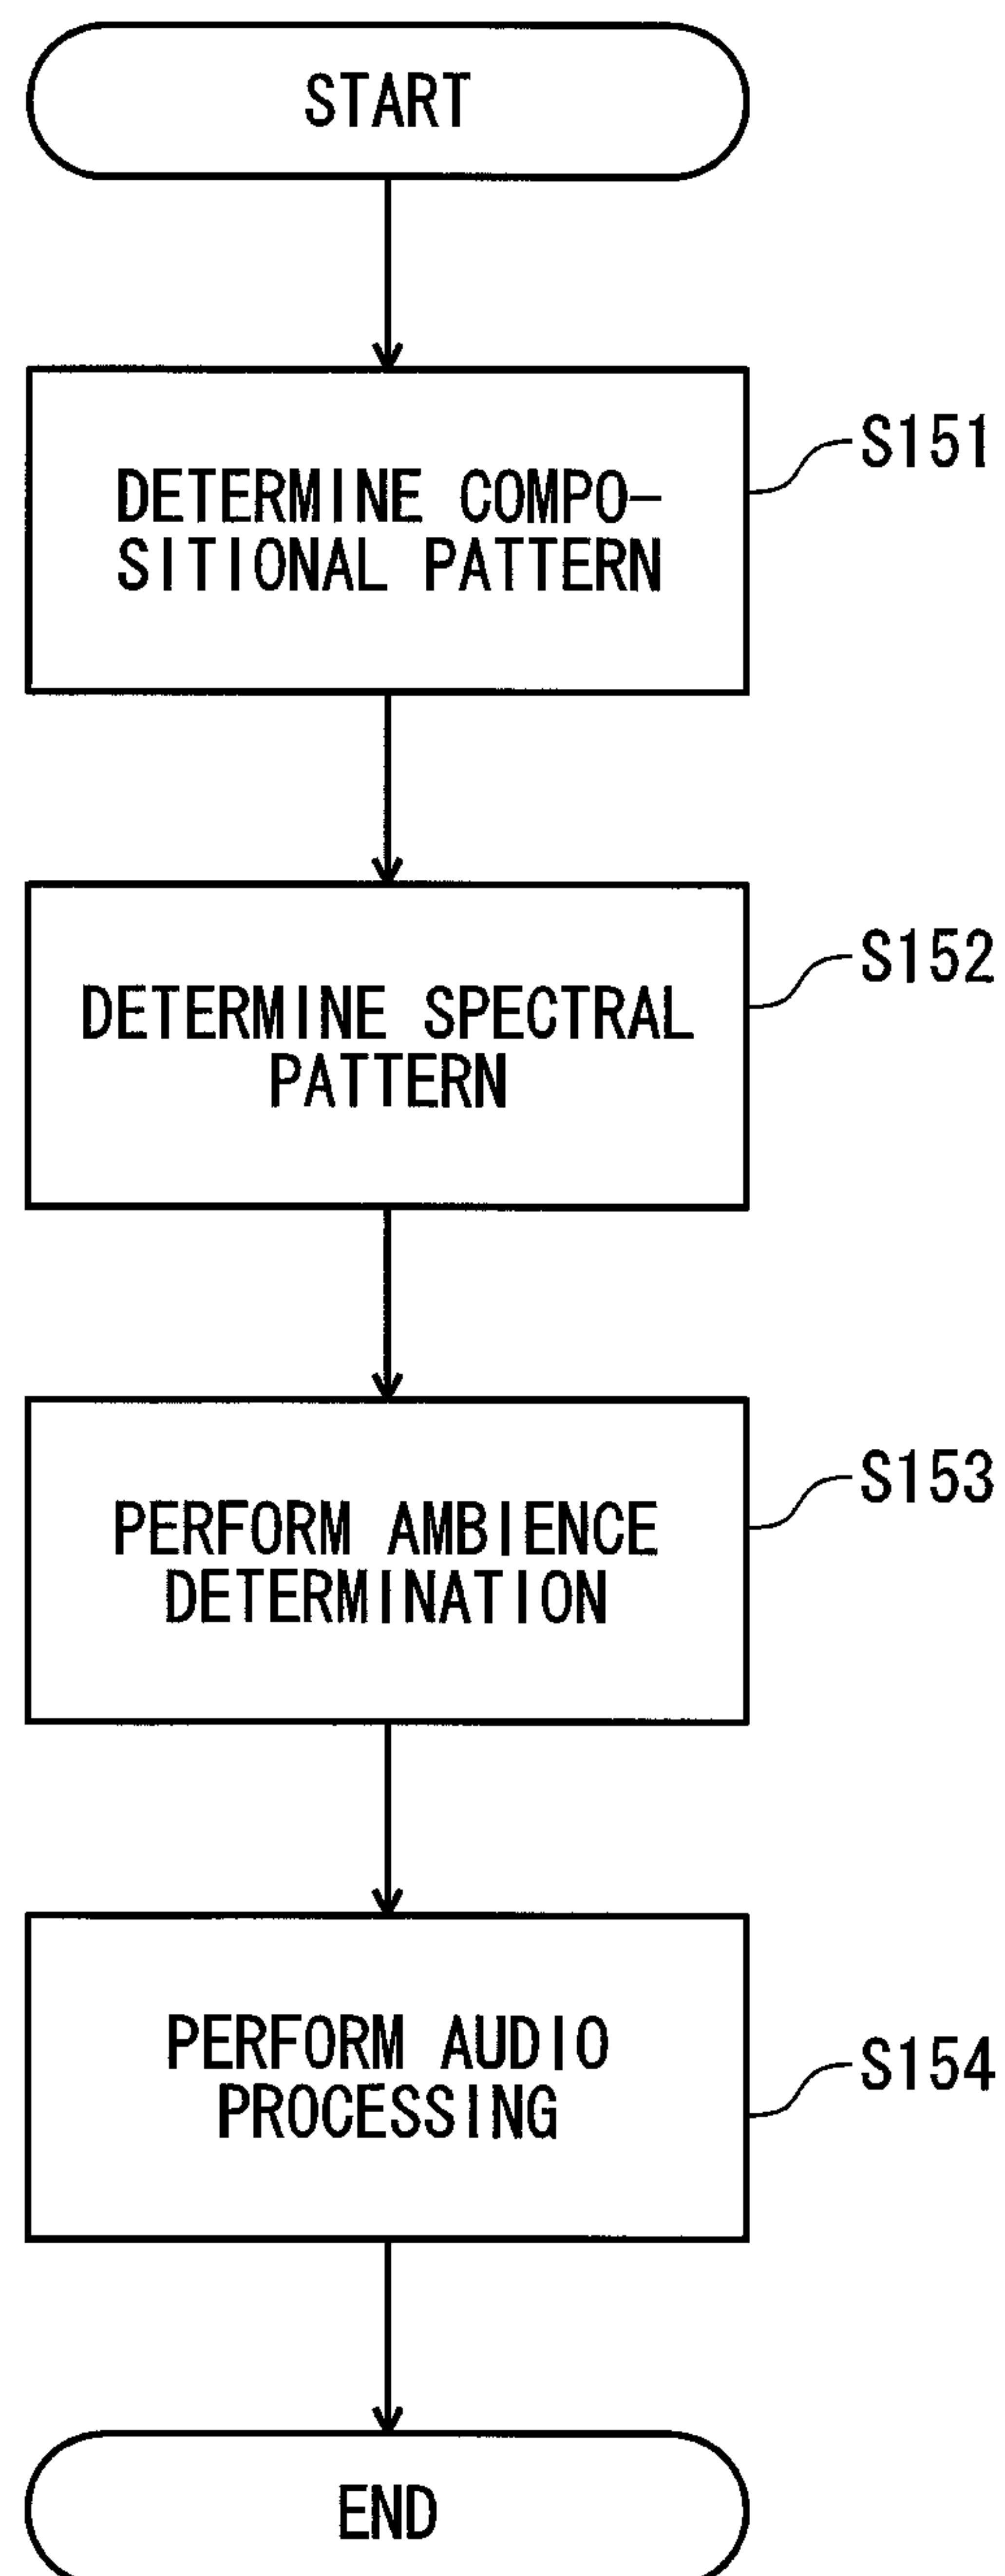 START
S151
DETERMINE COMPO-
SITIONAL PATTERN
S152
DETERMINE SPECTRAL
PATTERN
S153
PERFORM AMBIENCE
DETERMINATION
S154
PERFORM AUDIO
PROCESSING
END